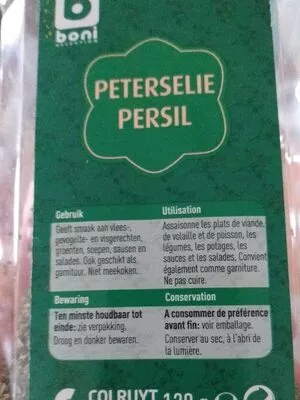 b
boni
SELECTION
PETERSELIE
PERSIL
Gebruik
Geeft smaak aan vlees-,
gevogelte- en visgerechten,
groenten, soepen, sausen en
salades. Ook geschikt als
garnituur. Niet meekoken.
Utilisation
Assaisonne les plats de viande,
de volaille et de poisson, les
légumes, les potages, les
sauces et les salades. Convient
également comme garniture.
Ne pas cuire.
Bewaring
Ten minste houdbaar tot
einde: zie verpakking.
Droog en donker bewaren.
Conservation
A consommer de préférence
avant fin: voir emballage.
Conserver au sec, à l'abri de
la lumière.
COLRUYT